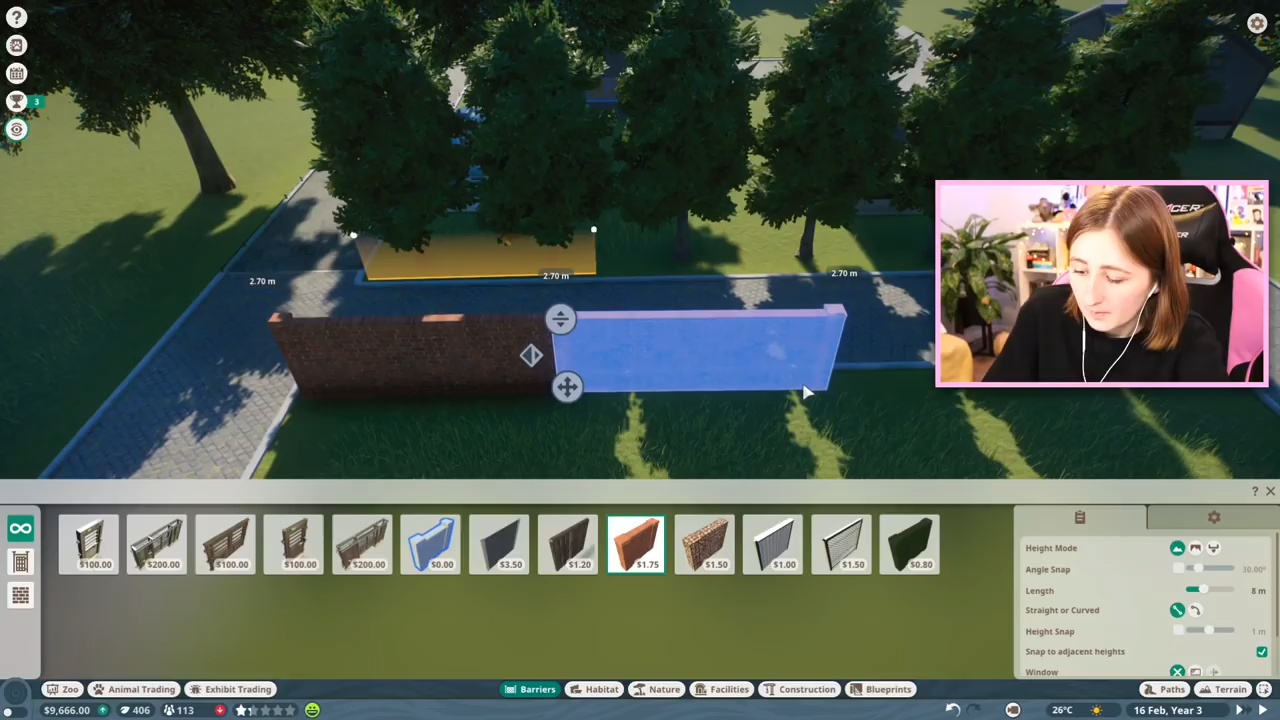 ?
3
2.70 m
2.70 m
2.70 m
? ×
$100.00
$200.00
$100.00
$100.00
$200.00
$0.00
$3.50
$1.20
$1.75
$1.50
$1.00
$1.50
$0.80
Height Mode
Angle Snap 30.00°
Length 8 m
Straight or Curved
Height Snap 1 m
Snap to adjacent heights
Window
Zoo Animal Trading Exhibit Trading Barriers Habitat Nature Facilities Construction Blueprints Paths Terrain
$9,666.00 406 113 26°C 16 Feb, Year 3